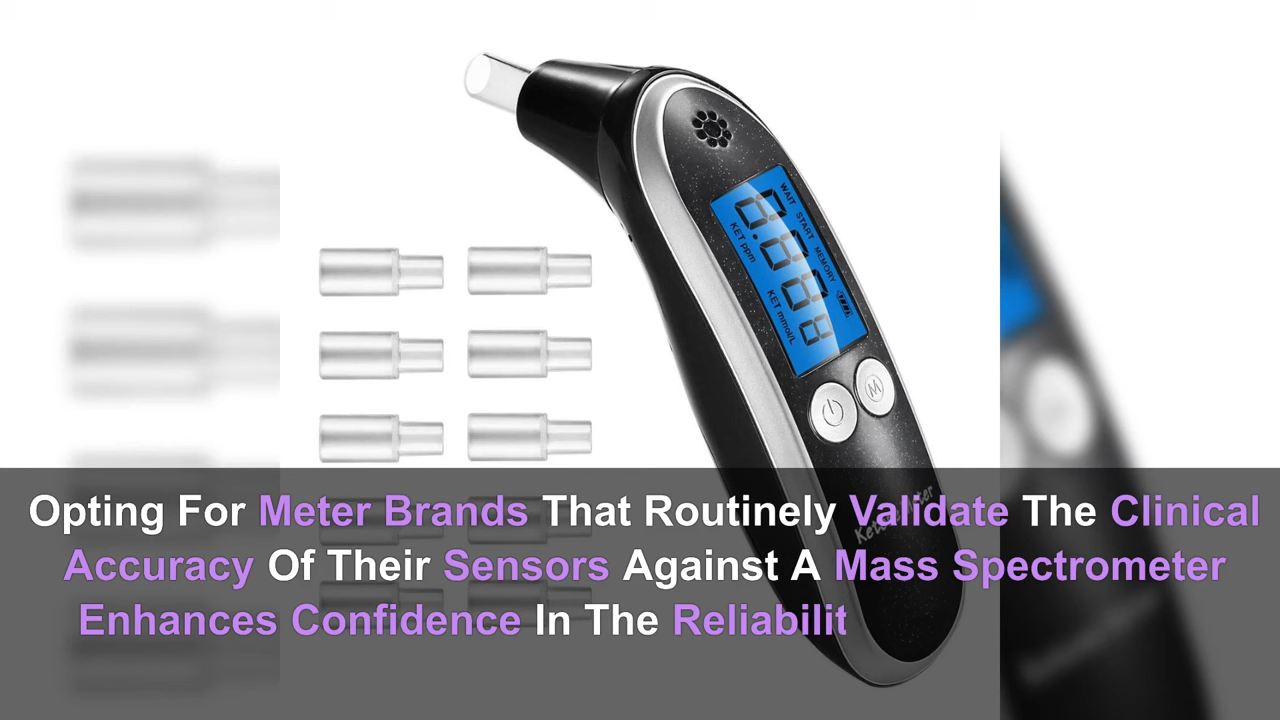 WAIT START MEMORY
8.888
KET ppm KET mmol/L
M
Opting For Meter Brands That Routinely Validate The Clinical
Accuracy Of Their Sensors Against A Mass Spectrometer
Enhances Confidence In The Reliabilit